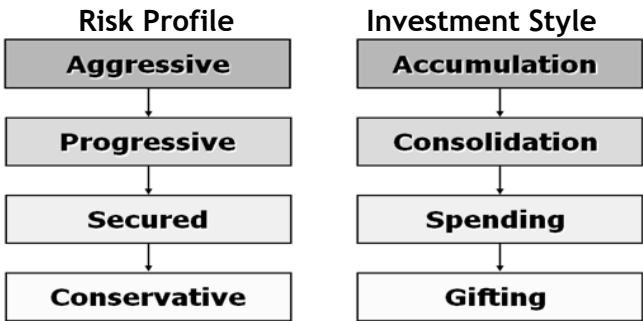 Risk Profile
Investment Style
Aggressive
Accumulation
Progressive
Consolidation
Secured
Spending
Conservative
Gifting